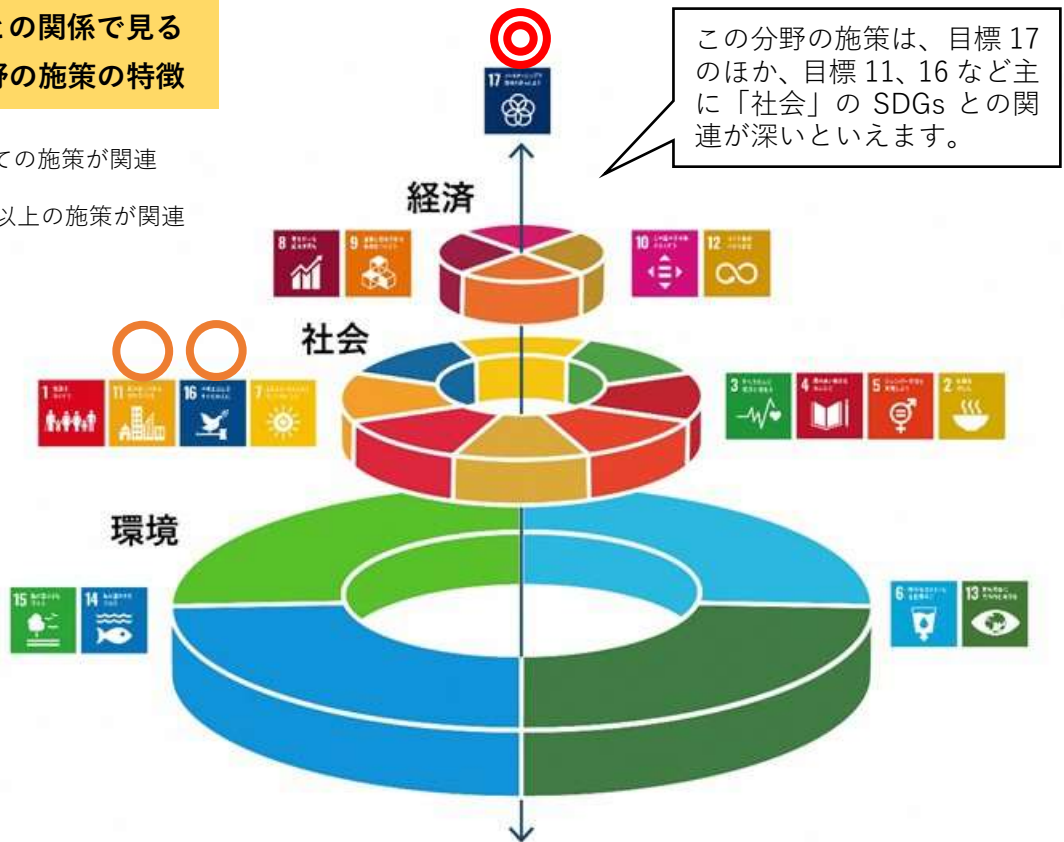 との関係で見る
野の施策の特徴
ての施策が関連
以上の施策が関連
この分野の施策は、目標 17
のほか、目標 11、16 など主
に「社会」の SDGs との関
連が深いといえます。
17
経済
8
9
10
12
社会
1
11
16
7
3
4
5
2
環境
15
14
6
13